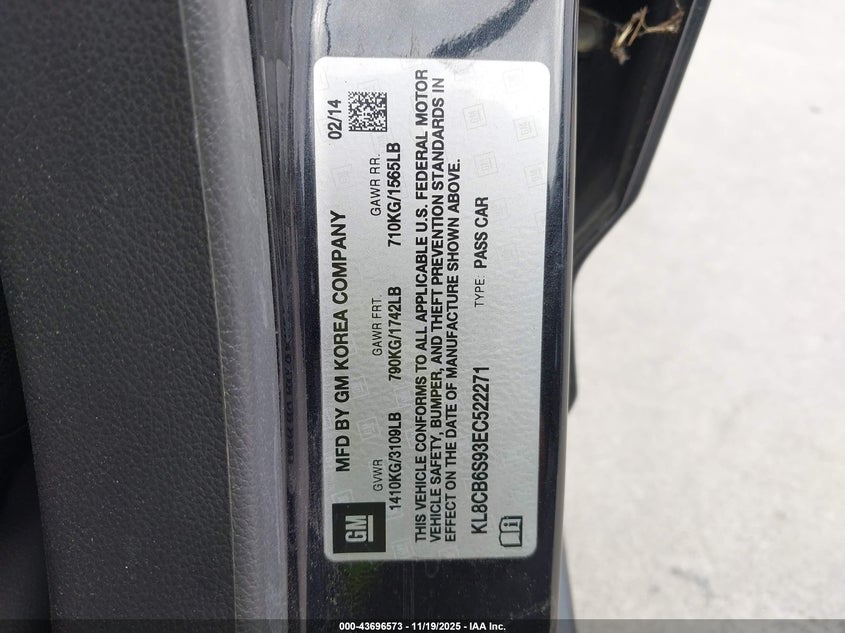 MFD BY GM KOREA COMPANY 02/14
GVWR GAWR FRT. GAWR RR.
1410KG/3109LB 790KG/1742LB 710KG/1565LB
THIS VEHICLE CONFORMS TO ALL APPLICABLE U.S. FEDERAL MOTOR
VEHICLE SAFETY, BUMPER, AND THEFT PREVENTION STANDARDS IN
EFFECT ON THE DATE OF MANUFACTURE SHOWN ABOVE.
KL8CB6S93EC522271 TYPE: PASS CAR
GM
000-43696573 - 11/19/2025 - IAA Inc.